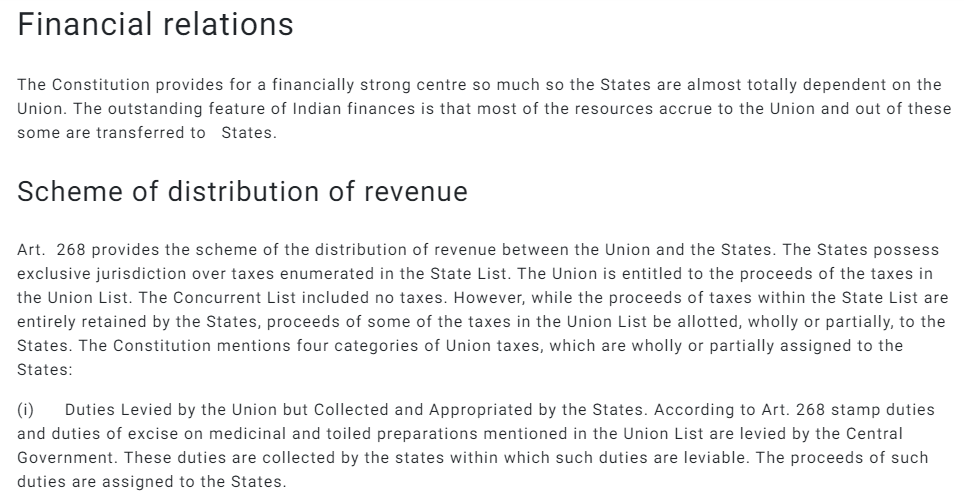 Financial relations
The Constitution provides for a financially strong centre so much so the States are almost totally dependent on the
Union. The outstanding feature of Indian finances is that most of the resources accrue to the Union and out of these
some are transferred to States.
Scheme of distribution of revenue
Art. 268 provides the scheme of the distribution of revenue between the Union and the States. The States possess
exclusive jurisdiction over taxes enumerated in the State List. The Union is entitled to the proceeds of the taxes in
the Union List. The Concurrent List included no taxes. However, while the proceeds of taxes within the State List are
entirely retained by the States, proceeds of some of the taxes in the Union List be allotted, wholly or partially, to the
States. The Constitution mentions four categories of Union taxes, which are wholly or partially assigned to the
States:
(i) Duties Levied by the Union but Collected and Appropriated by the States. According to Art. 268 stamp duties
and duties of excise on medicinal and toiled preparations mentioned in the Union List are levied by the Central
Government. These duties are collected by the states within which such duties are leviable. The proceeds of such
duties are assigned to the States.